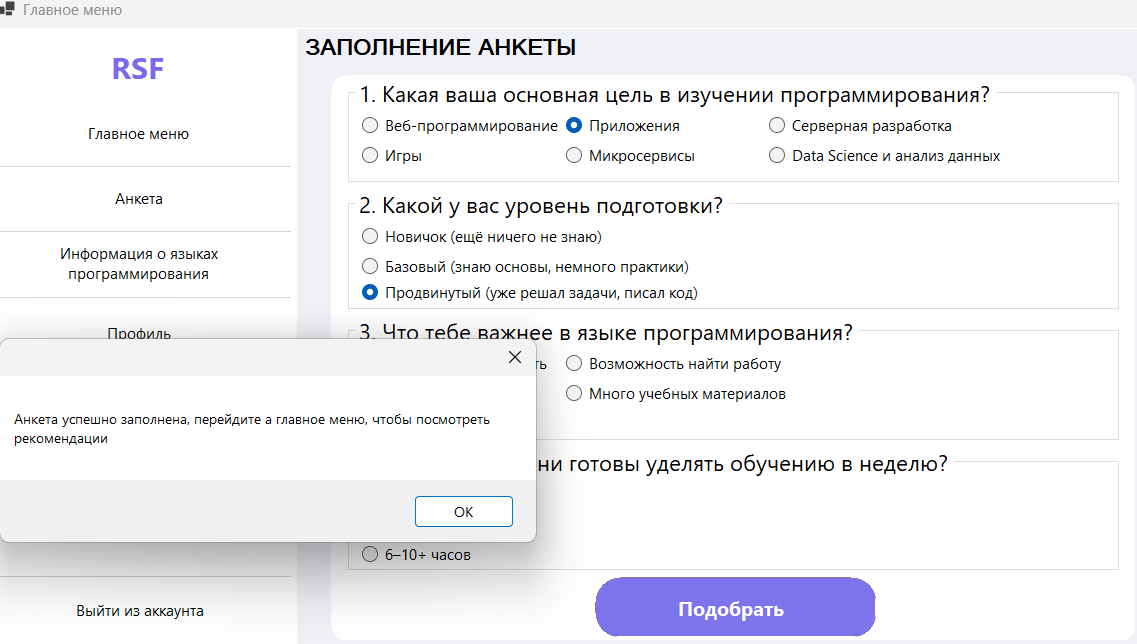 Главное меню
RSF
Главное меню
Анкета
Информация о языках
программирования
Профиль
Выйти из аккаунта
ЗАПОЛНЕНИЕ АНКЕТЫ
1. Какая ваша основная цель в изучении программирования?
Веб-программирование Приложения Серверная разработка
Игры Микросервисы Data Science и анализ данных
2. Какой у вас уровень подготовки?
Новичок (ещё ничего не знаю)
Базовый (знаю основы, немного практики)
Продвинутый (уже решал задачи, писал код)
3. Что тебе важнее в языке программирования?
ть Возможность найти работу
Много учебных материалов
ни готовы уделять обучению в неделю?
6–10+ часов
Подобрать
Анкета успешно заполнена, перейдите а главное меню, чтобы посмотреть
рекомендации
ОК